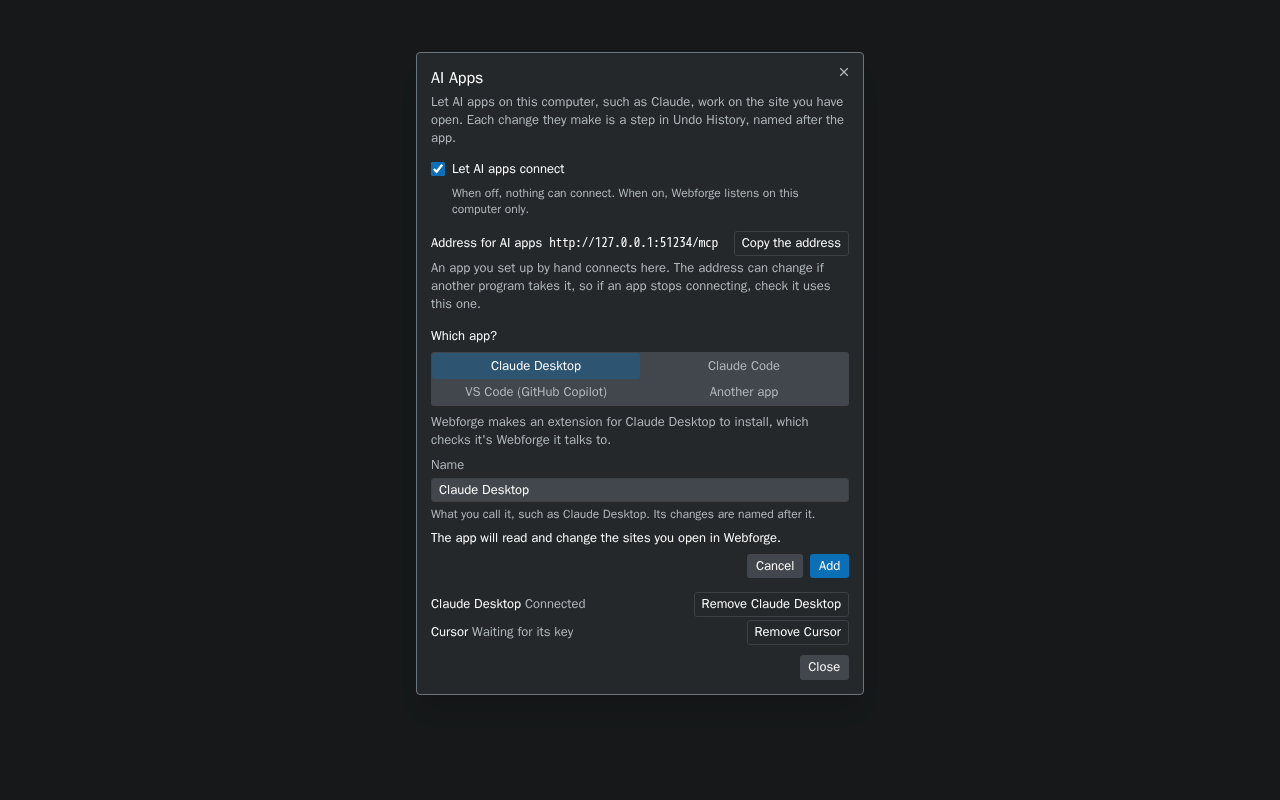 AI Apps
Let AI apps on this computer, such as Claude, work on the site you have
open. Each change they make is a step in Undo History, named after the
app.
Let AI apps connect
When off, nothing can connect. When on, Webforge listens on this
computer only.
Address for AI apps http://127.0.0.1:51234/mcp Copy the address
An app you set up by hand connects here. The address can change if
another program takes it, so if an app stops connecting, check it uses
this one.
Which app?
Claude Desktop Claude Code
VS Code (GitHub Copilot) Another app
Webforge makes an extension for Claude Desktop to install, which
checks it's Webforge it talks to.
Name
Claude Desktop
What you call it, such as Claude Desktop. Its changes are named after it.
The app will read and change the sites you open in Webforge.
Cancel Add
Claude Desktop Connected Remove Claude Desktop
Cursor Waiting for its key Remove Cursor
Close